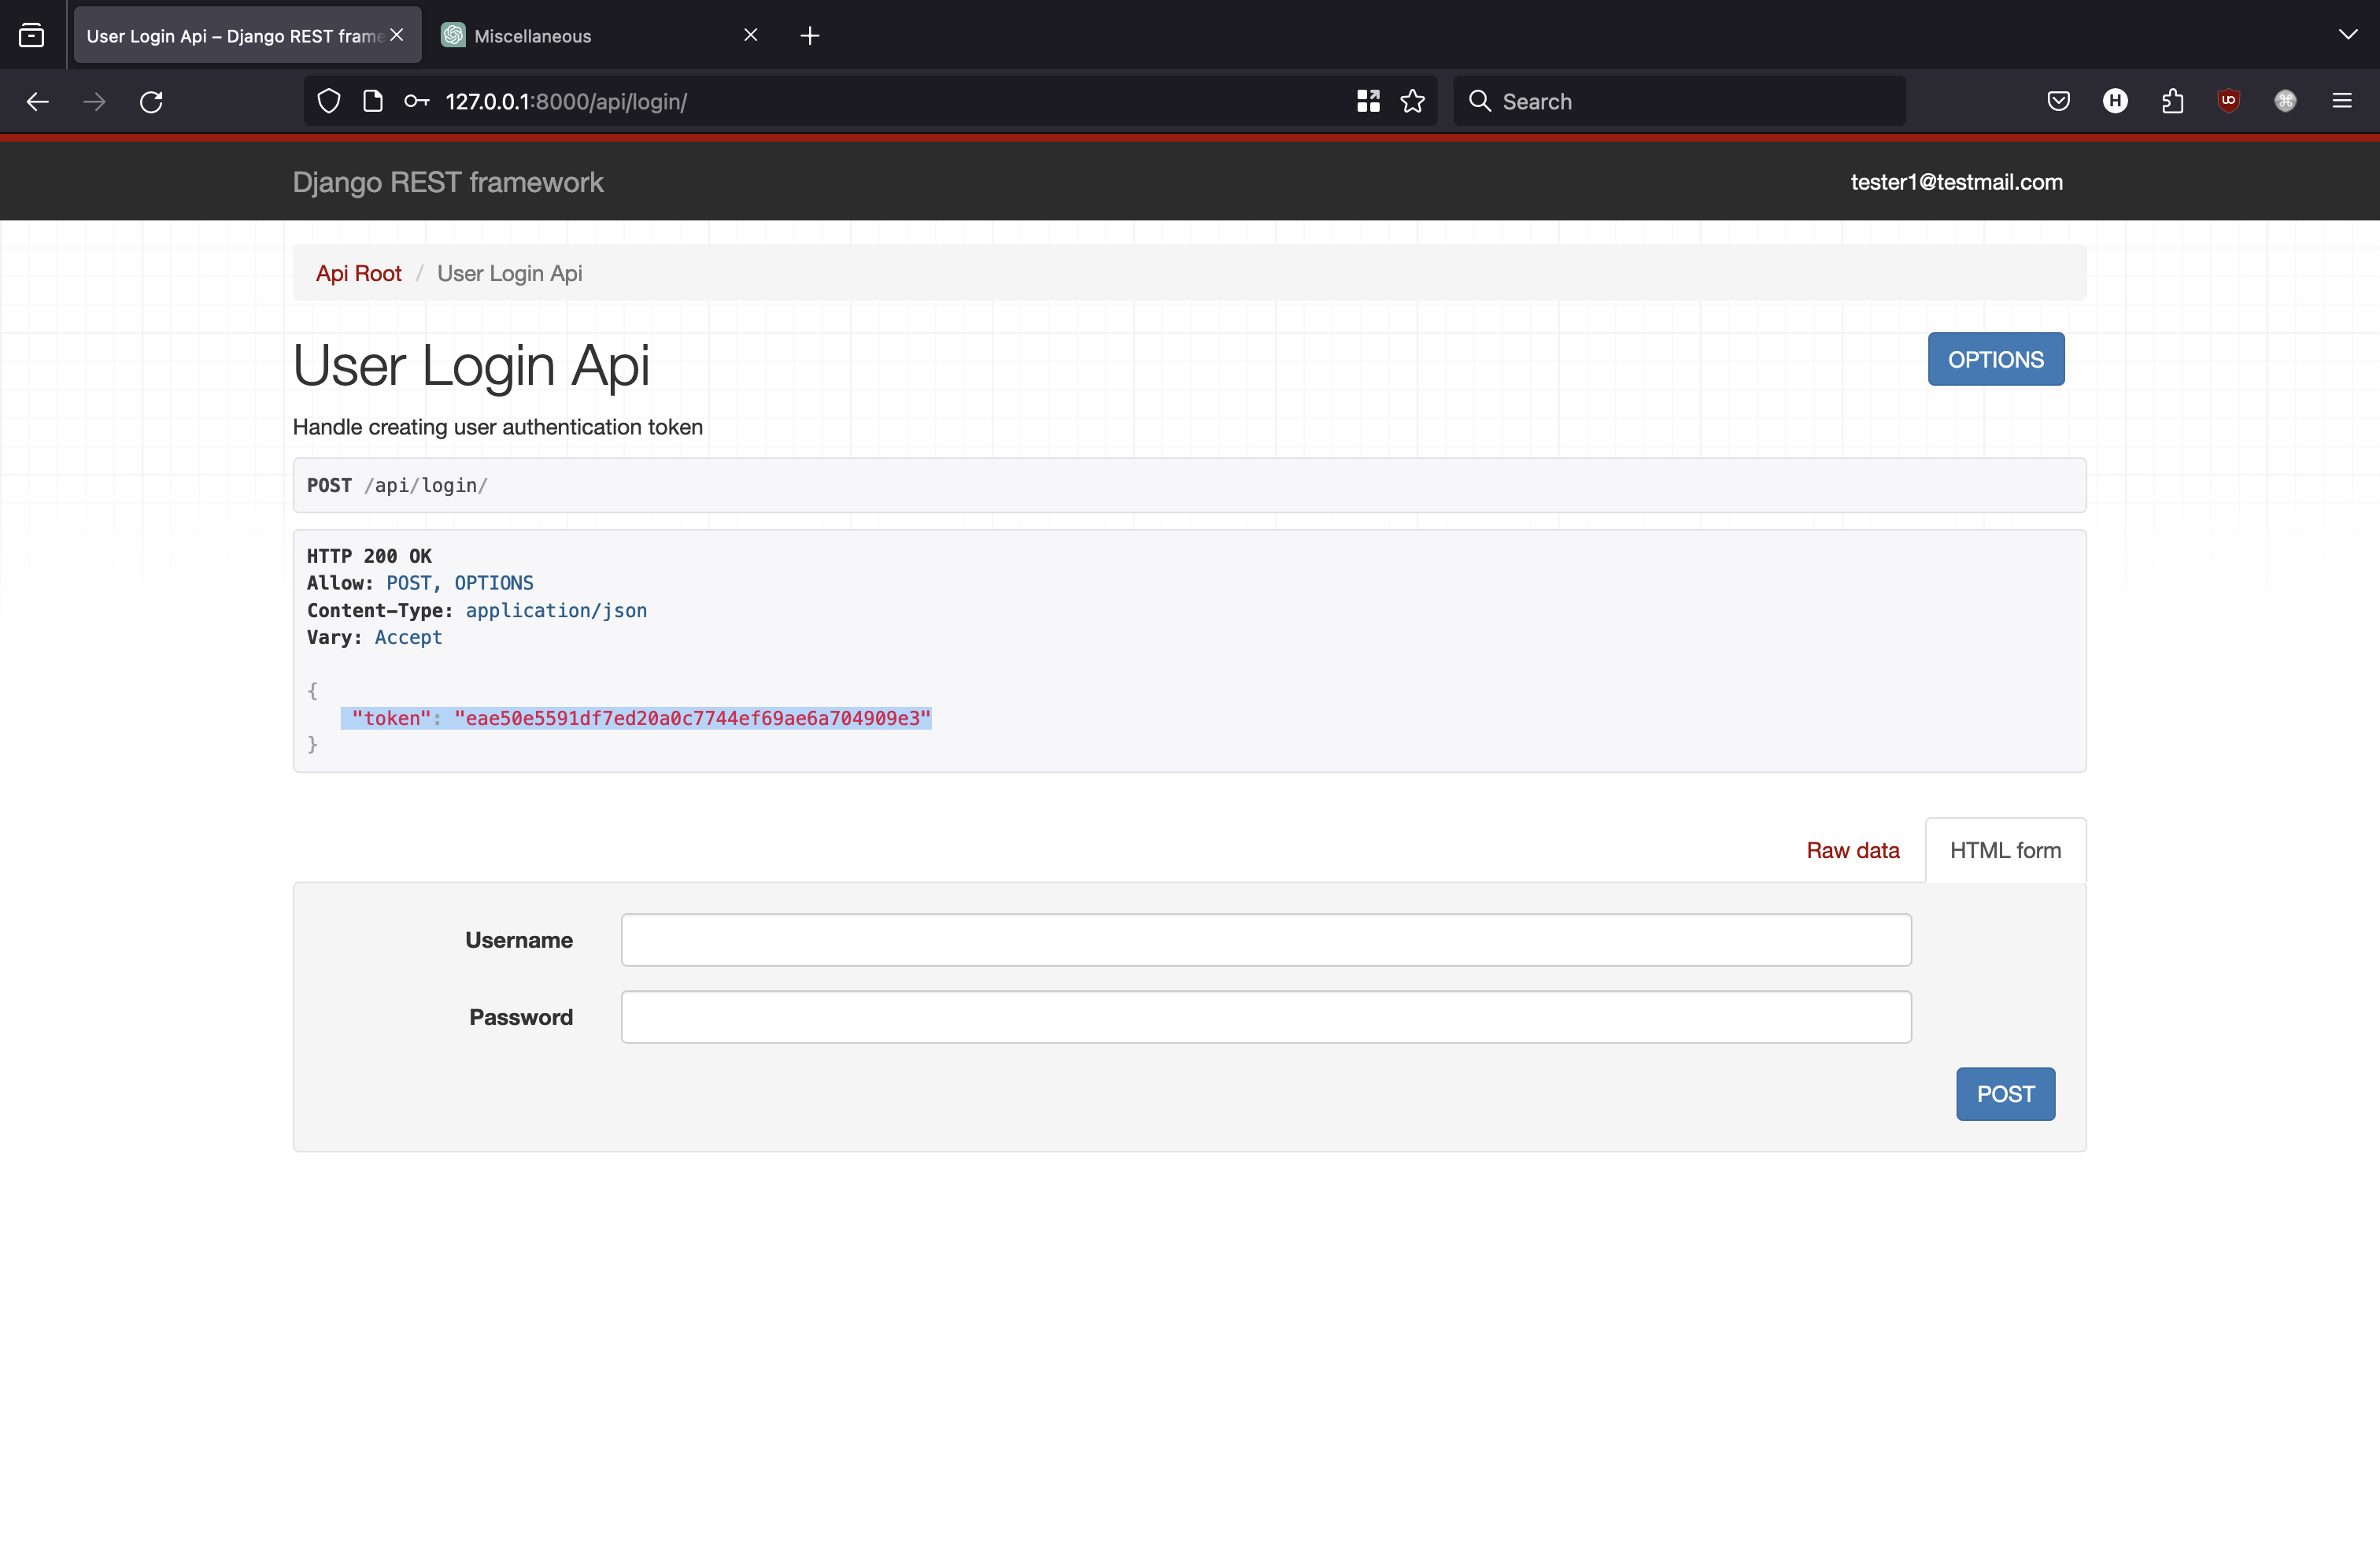 User Login Api – Django REST frame
Miscellaneous
127.0.0.1:8000/api/login/
Search
Django REST framework
tester1@testmail.com
Api Root / User Login Api
User Login Api
OPTIONS
Handle creating user authentication token
POST /api/login/
HTTP 200 OK
Allow: POST, OPTIONS
Content-Type: application/json
Vary: Accept
{
"token": "eae50e5591df7ed20a0c7744ef69ae6a704909e3"
}
Raw data
HTML form
Username
Password
POST